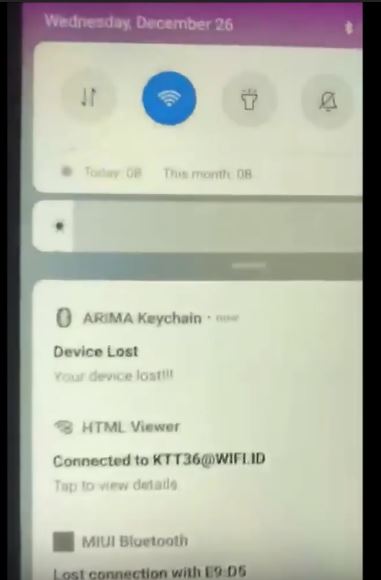 Wednesday, December 26
Today: 0B This month: 0B
ARIMA Keychain · now
Device Lost
Your device lost!!!
HTML Viewer
Connected to KTT36@WIFI.ID
Tap to view details
MIUI Bluetooth
Lost connection with E9:D5